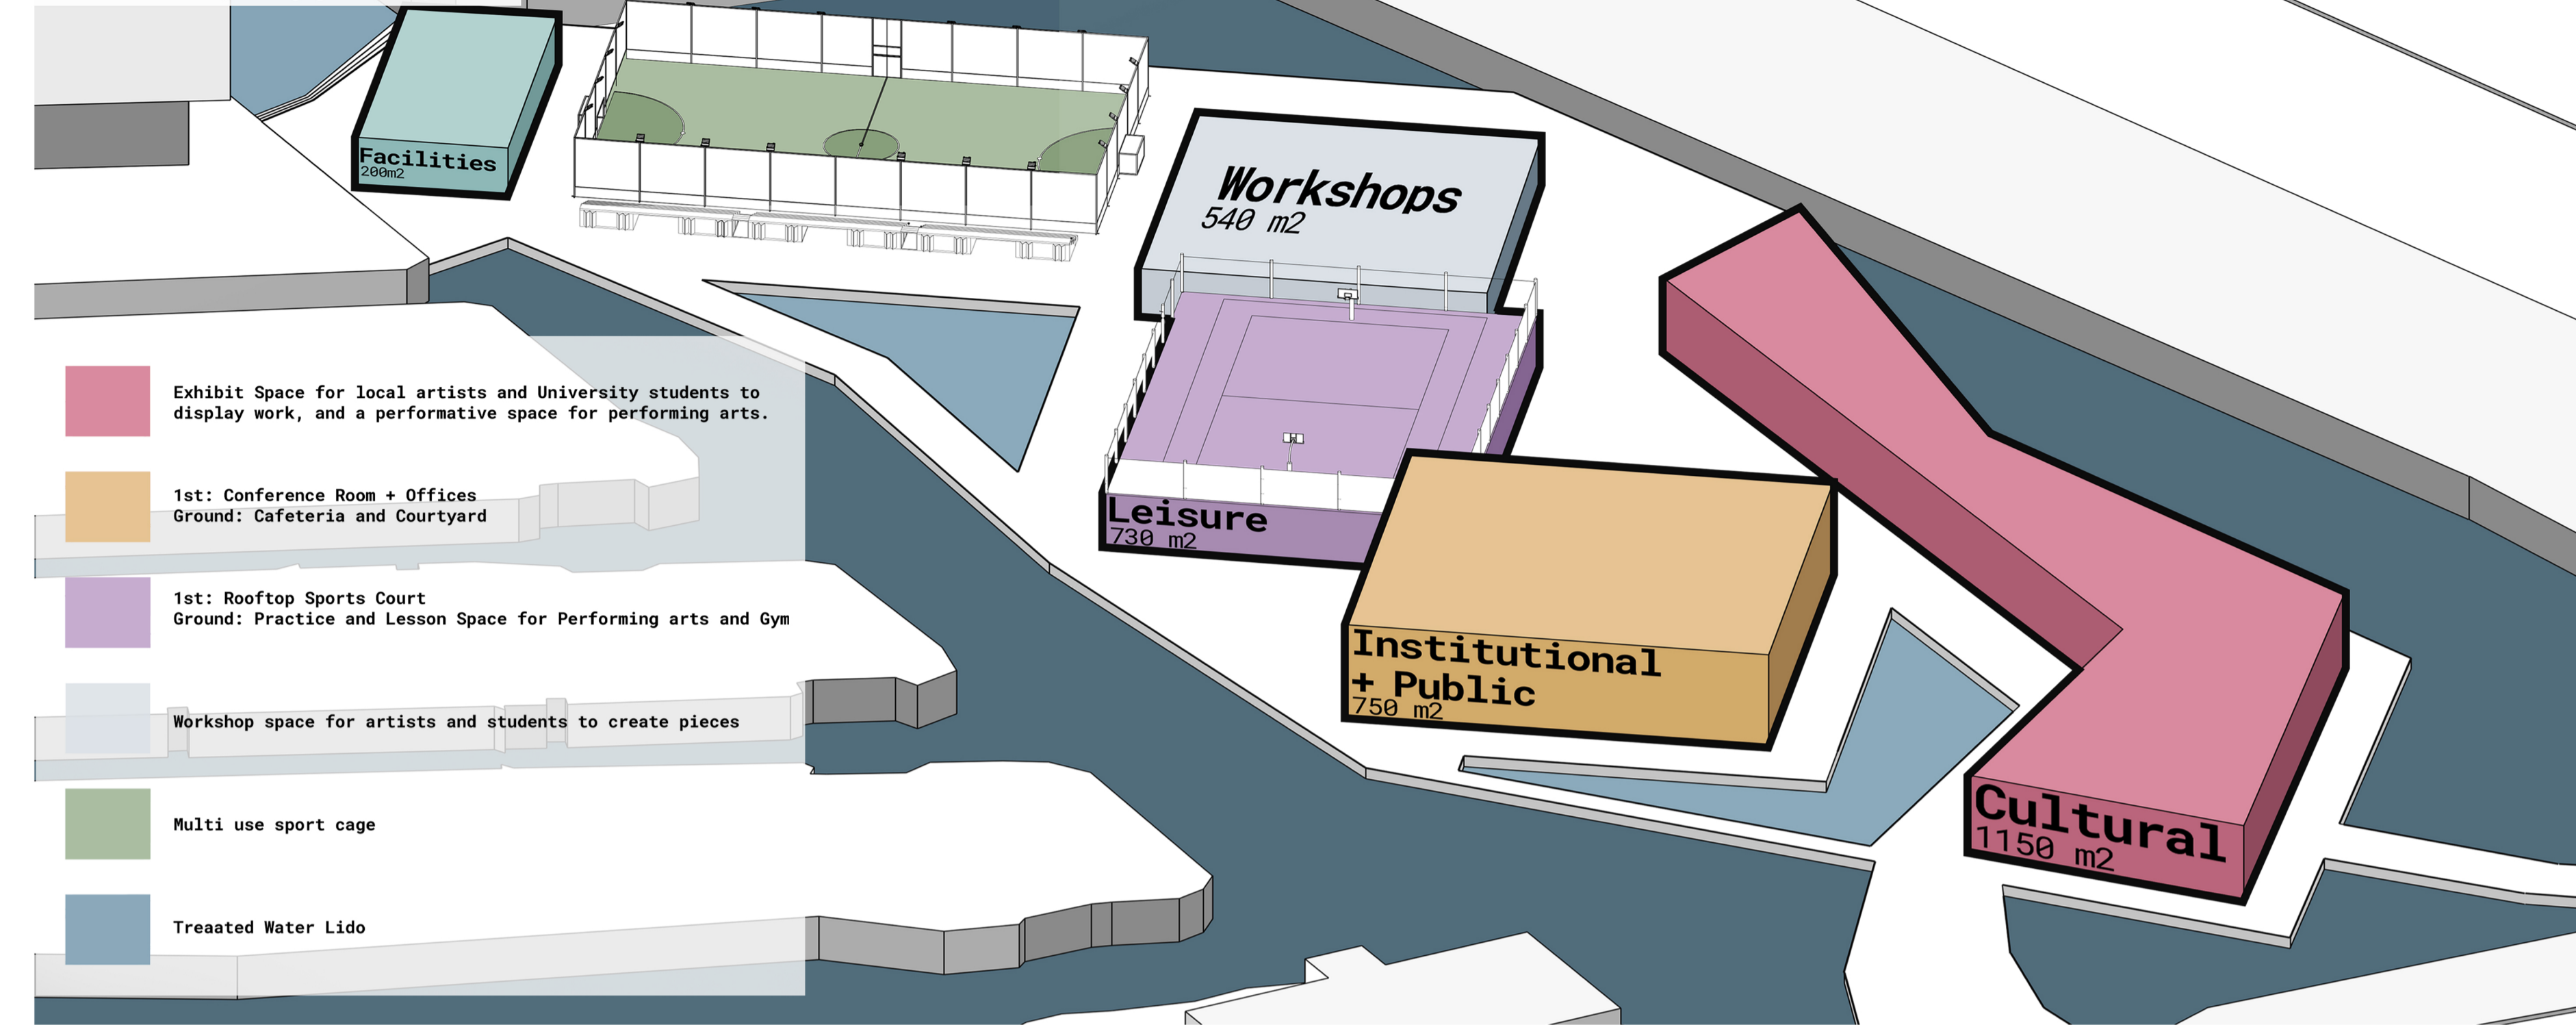 Facilities
200m2
Workshops
540 m2
Leisure
730 m2
Institutional
+ Public
750 m2
Cultural
1150 m2
Exhibit Space for local artists and University students to
display work, and a performative space for performing arts.
1st: Conference Room + Offices
Ground: Cafeteria and Courtyard
1st: Rooftop Sports Court
Ground: Practice and Lesson Space for Performing arts and Gym
Workshop space for artists and students to create pieces
Multi use sport cage
Treaated Water Lido